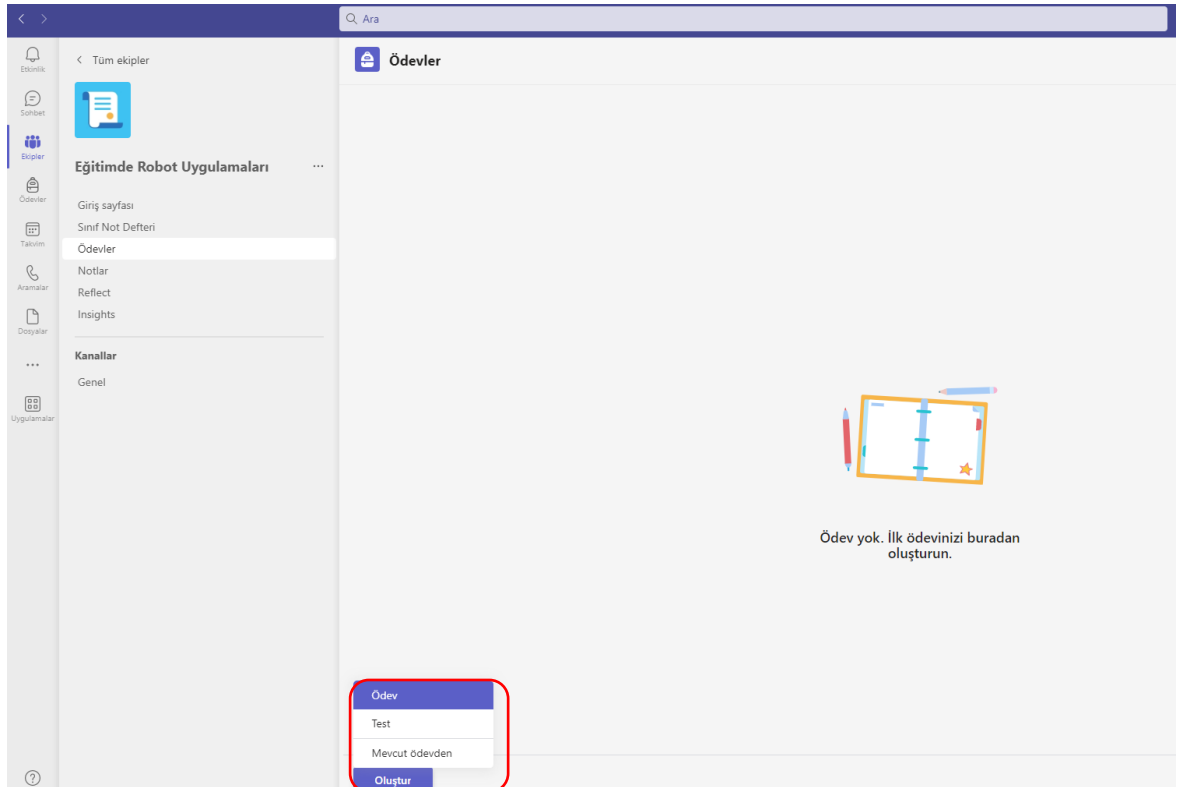 Ara
Etkinlik
Sohbet
Ekipler
Ödevler
Takvim
Aramalar
Dosyalar
Uygulamalar
Tüm ekipler
Eğitimde Robot Uygulamaları
Giriş sayfası
Sınıf Not Defteri
Ödevler
Notlar
Reflect
Insights
Kanallar
Genel
Ödevler
Ödev yok. İlk ödevinizi buradan
oluşturun.
Ödev
Test
Mevcut ödevden
Oluştur